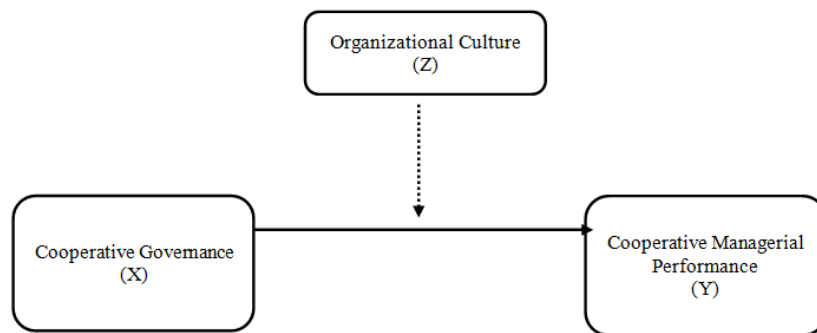 Organizational Culture
(Z)
Cooperative Governance
(X)
Cooperative Managerial
Performance
(Y)